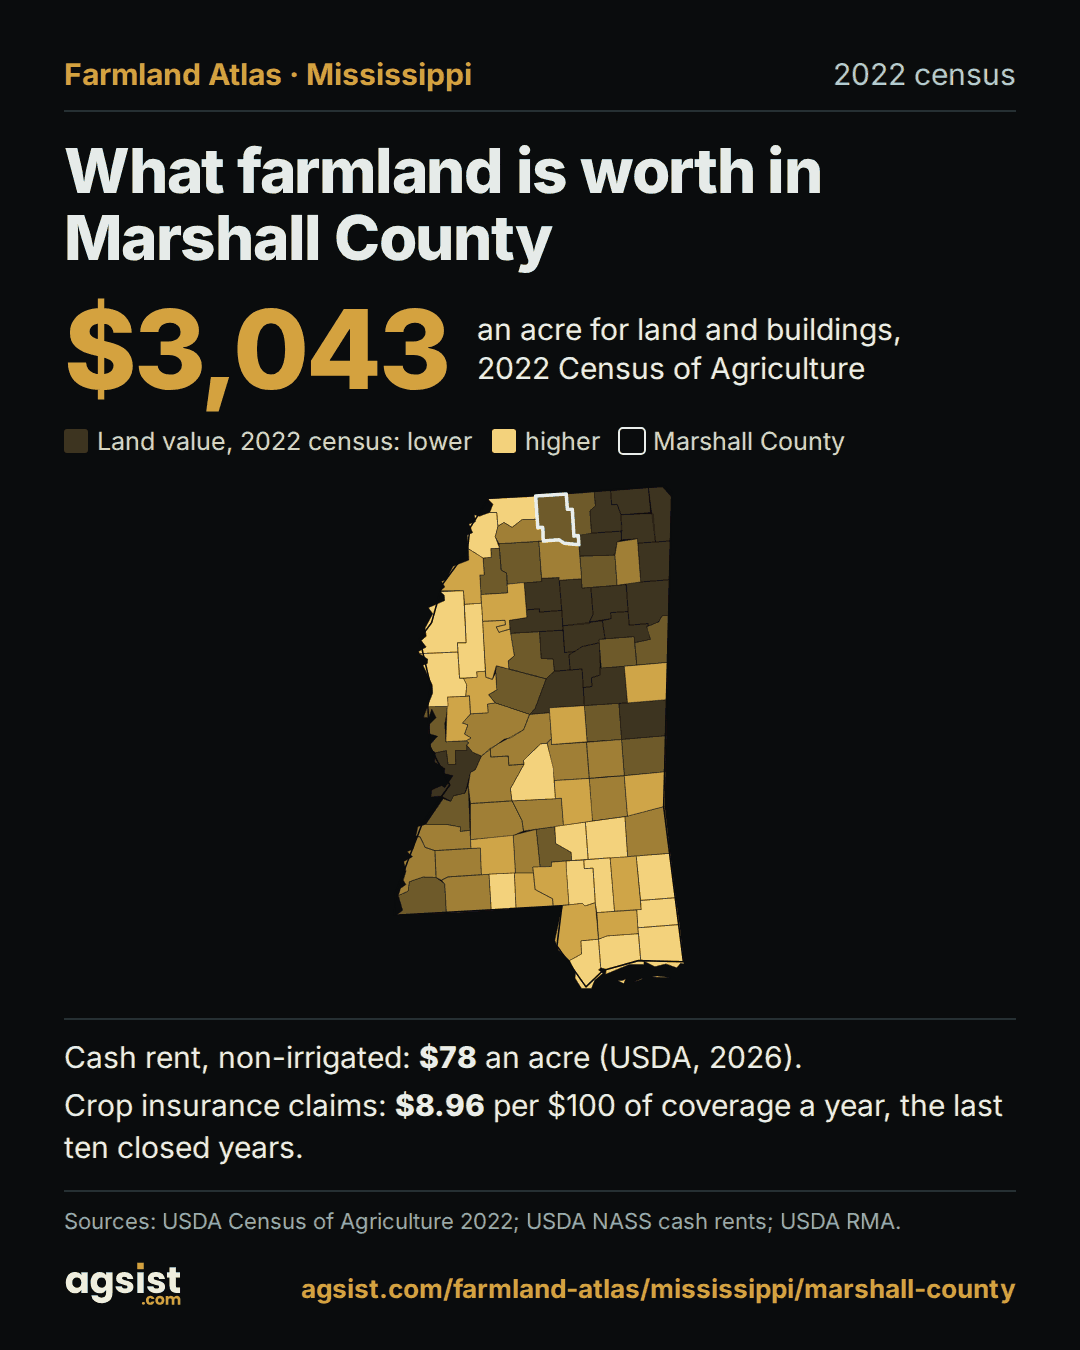 Farmland Atlas · Mississippi
2022 census
What farmland is worth in
Marshall County
$3,043
an acre for land and buildings,
2022 Census of Agriculture
Land value, 2022 census: lower
higher
Marshall County
Cash rent, non-irrigated: $78 an acre (USDA, 2026).
Crop insurance claims: $8.96 per $100 of coverage a year, the last
ten closed years.
Sources: USDA Census of Agriculture 2022; USDA NASS cash rents; USDA RMA.
agsist
.com
agsist.com/farmland-atlas/mississippi/marshall-county